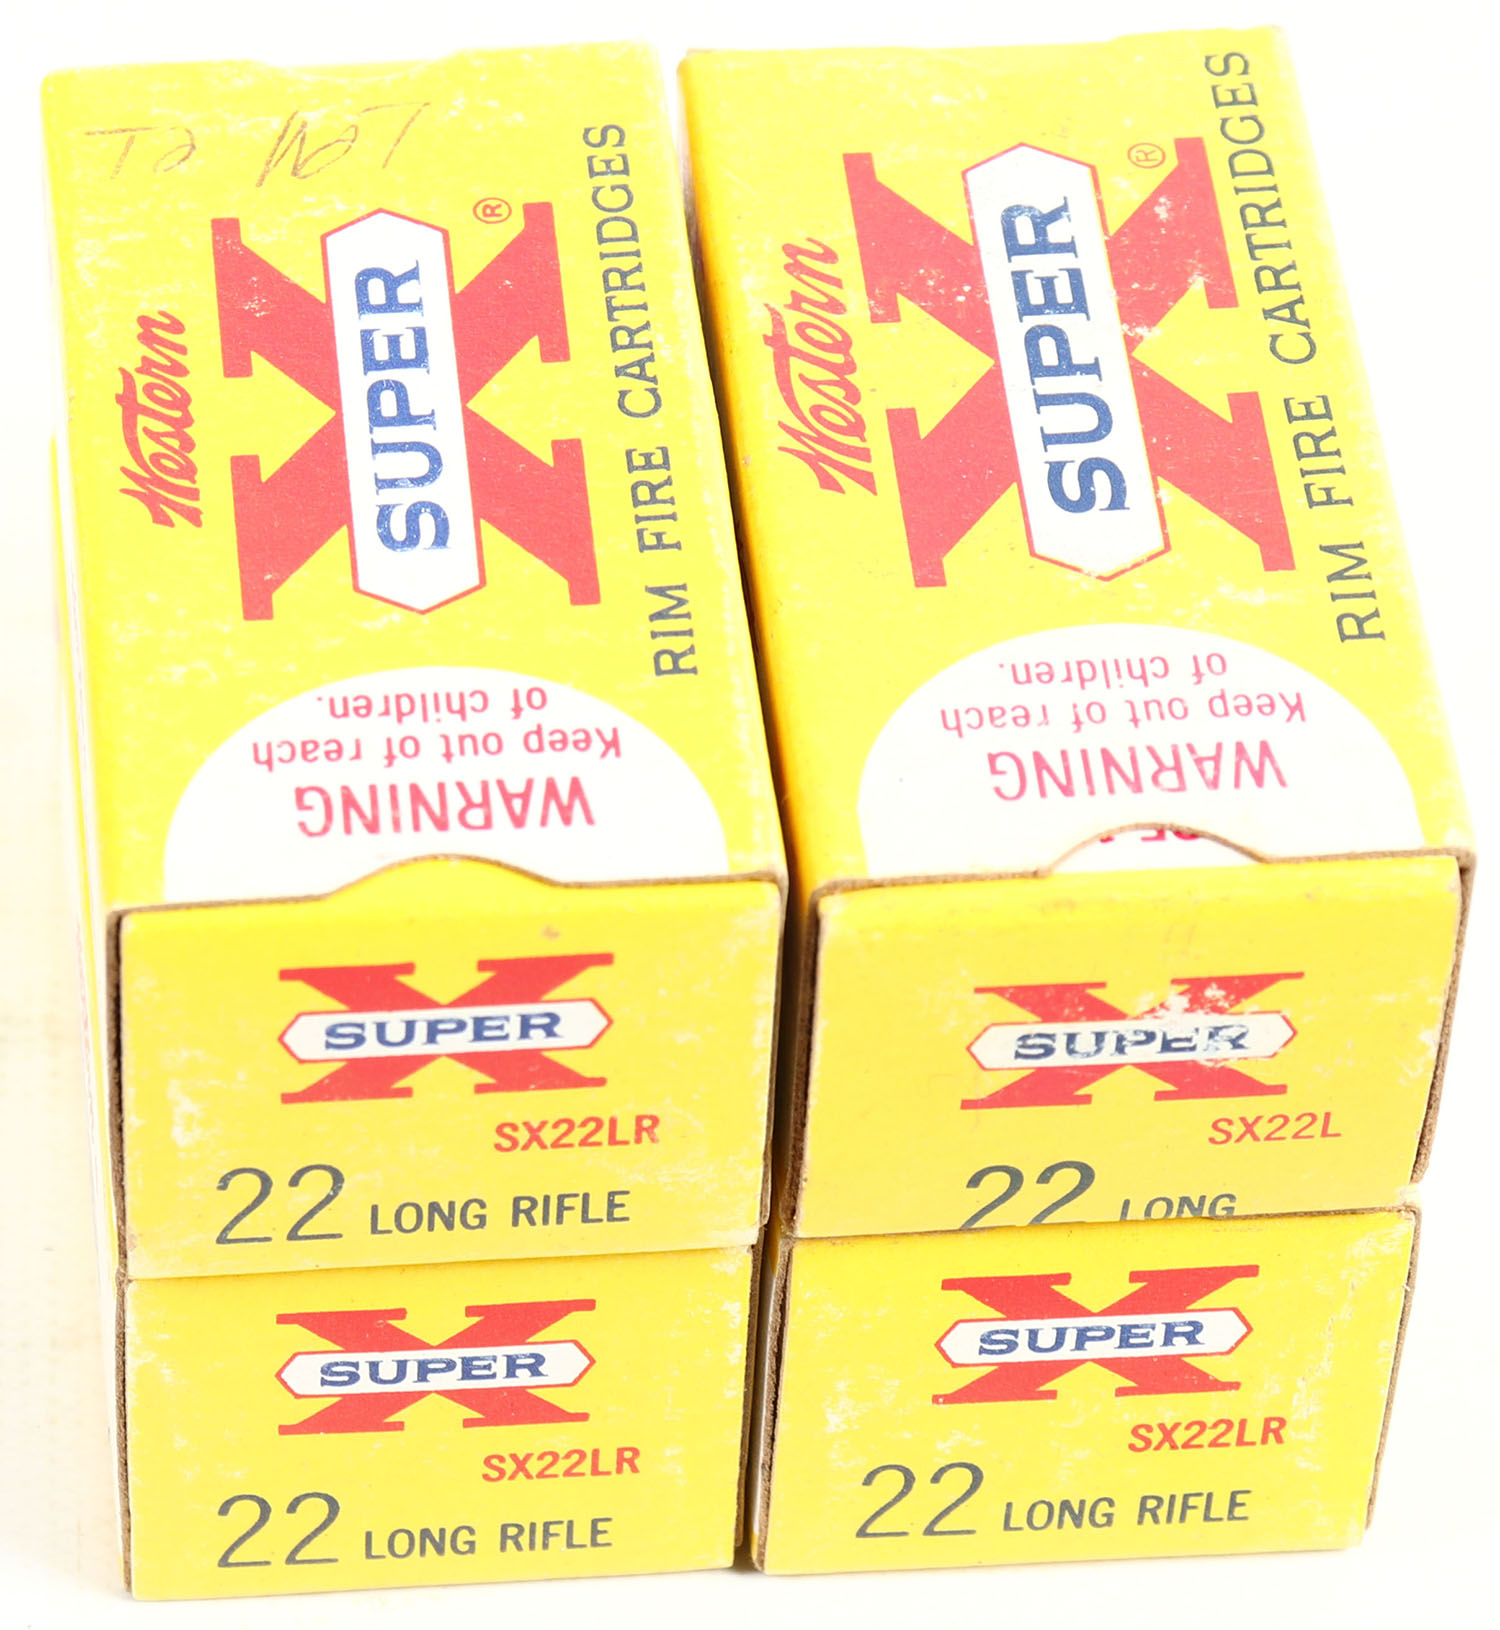 Western
SUPER X ®
RIM FIRE CARTRIDGES
WARNING
Keep out of reach
of children.
SUPER X
SX22LR
22 LONG RIFLE
Western
SUPER X ®
RIM FIRE CARTRIDGES
WARNING
Keep out of reach
of children.
SUPER X
SX22L
22 LONG
SUPER X
SX22LR
22 LONG RIFLE
SUPER X
SX22LR
22 LONG RIFLE